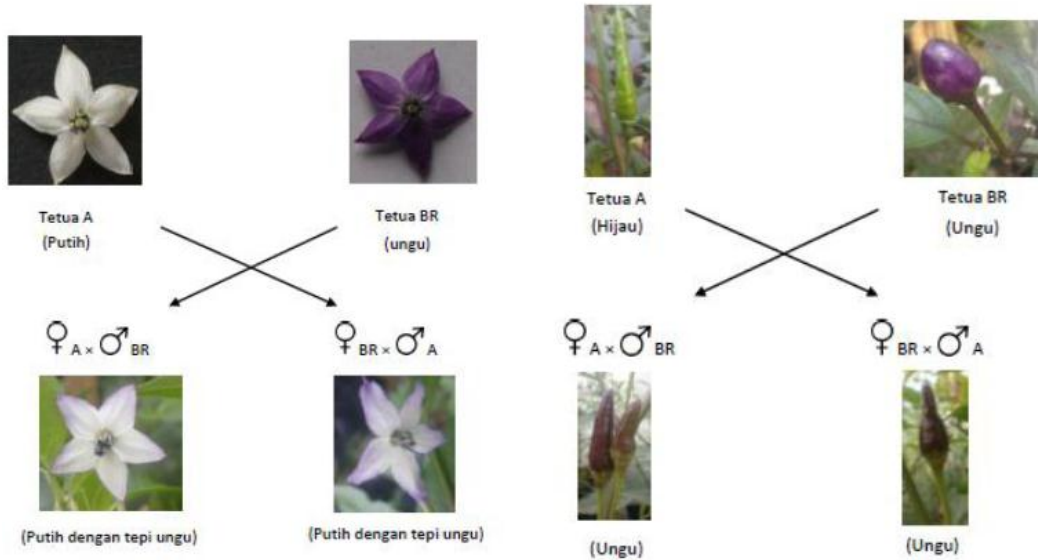 Tetua A
(Putih)
Tetua BR
(ungu)
Tetua A
(Hijau)
Tetua BR
(Ungu)
♀ A × ♂ BR
♀ BR × ♂ A
♀ A × ♂ BR
♀ BR × ♂ A
(Putih dengan tepi ungu)
(Putih dengan tepi ungu)
(Ungu)
(Ungu)